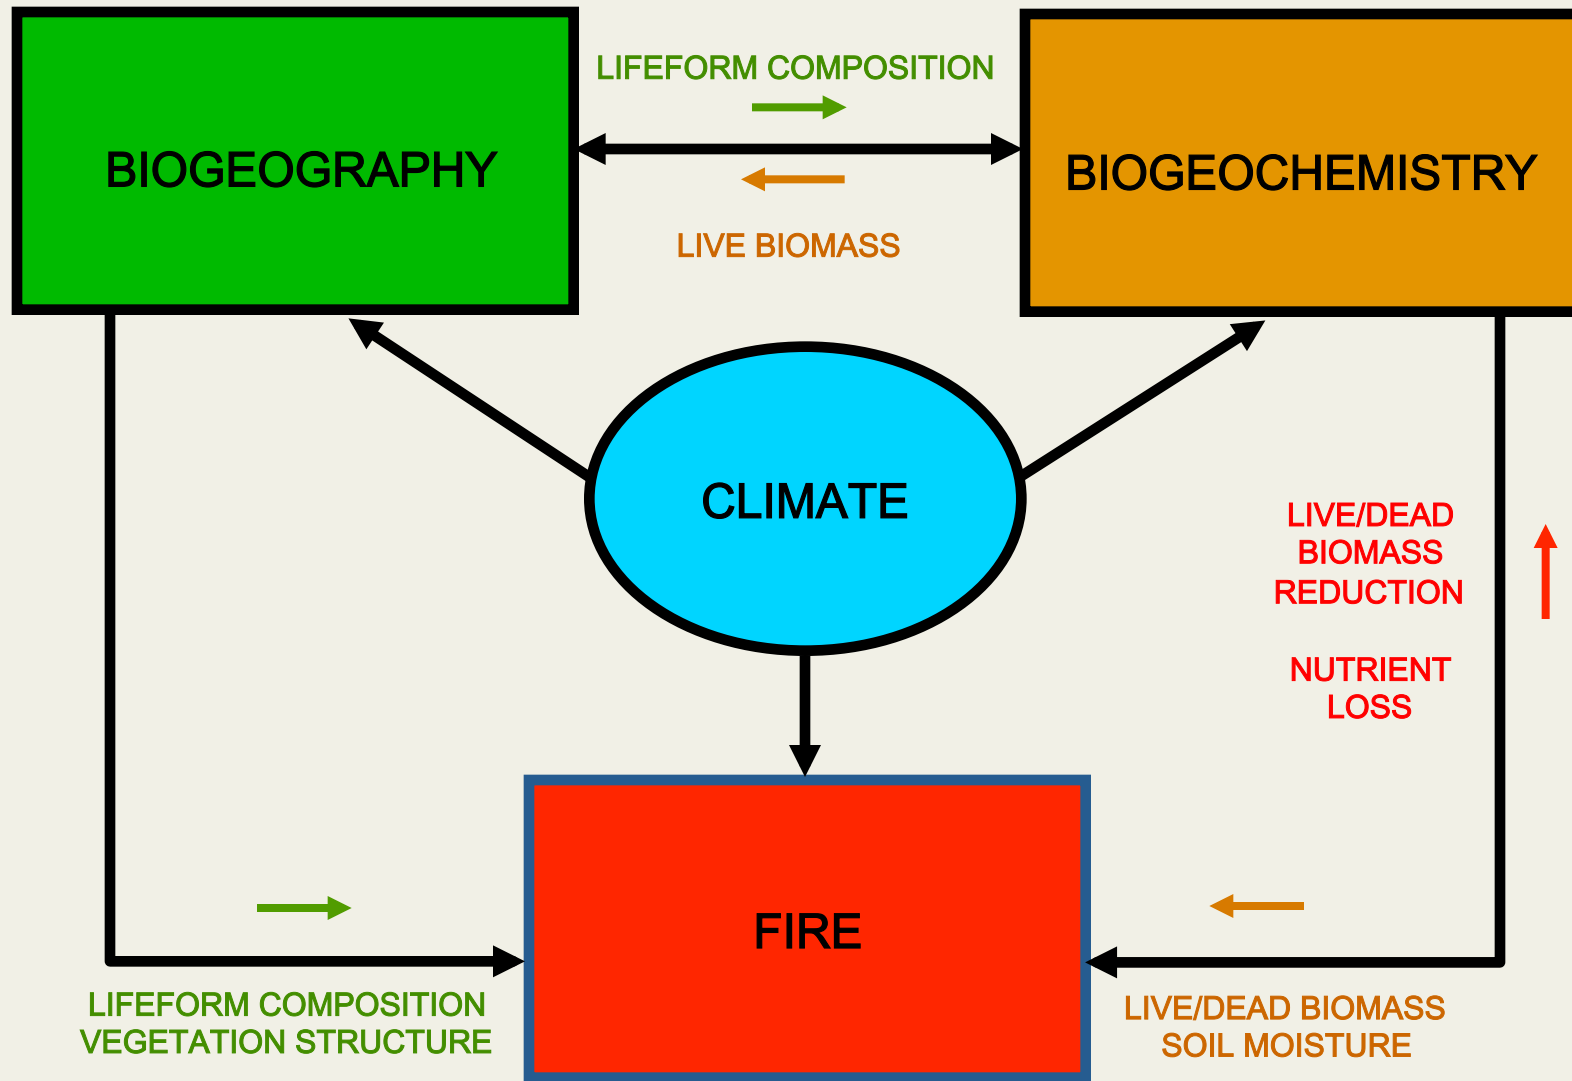 LIFEFORM COMPOSITION
BIOGEOGRAPHY
BIOGEOCHEMISTRY
LIVE BIOMASS
CLIMATE
LIVE/DEAD
BIOMASS
REDUCTION
NUTRIENT
LOSS
FIRE
LIFEFORM COMPOSITION
VEGETATION STRUCTURE
LIVE/DEAD BIOMASS
SOIL MOISTURE